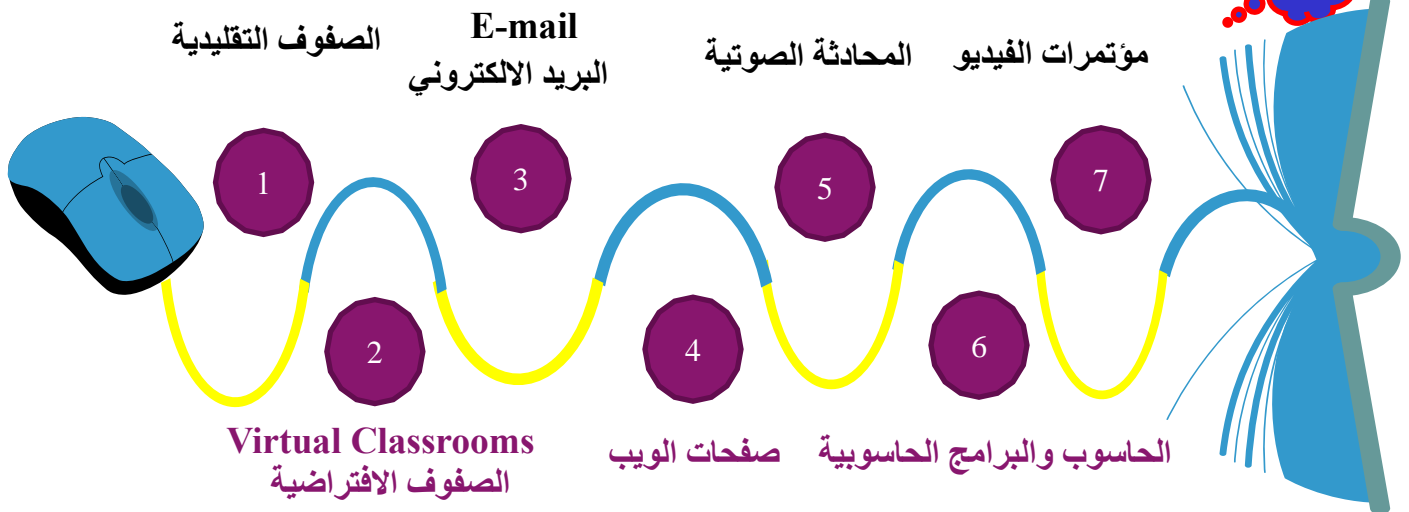 الصفوف التقليدية
1
Virtual Classrooms
الصفوف الافتراضية
2
E-mail
البريد الالكتروني
3
صفحات الويب
4
المحادثة الصوتية
5
الحاسوب والبرامج الحاسوبية
6
مؤتمرات الفيديو
7